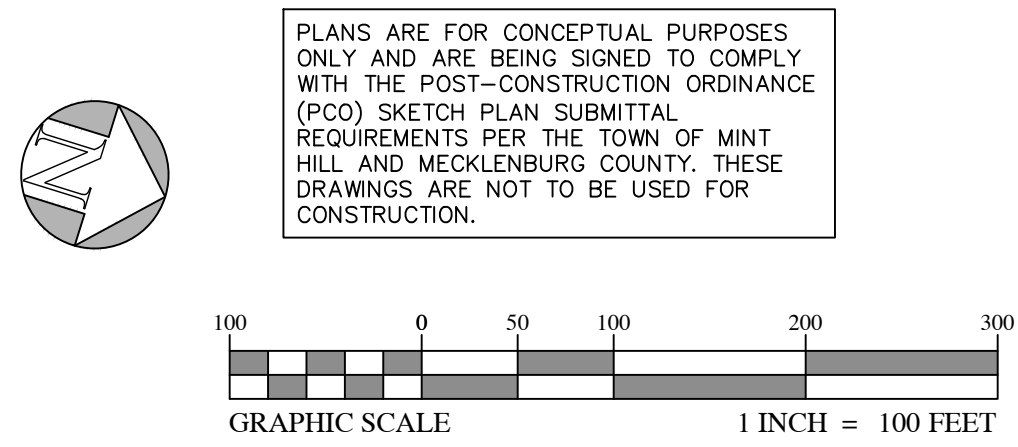 PLANS ARE FOR CONCEPTUAL PURPOSES
ONLY AND ARE BEING SIGNED TO COMPLY
WITH THE POST-CONSTRUCTION ORDINANCE
(PCO) SKETCH PLAN SUBMITTAL
REQUIREMENTS PER THE TOWN OF MINT
HILL AND MECKLENBURG COUNTY. THESE
DRAWINGS ARE NOT TO BE USED FOR
CONSTRUCTION.
N
100 0 50 100 200 300
GRAPHIC SCALE 1 INCH = 100 FEET